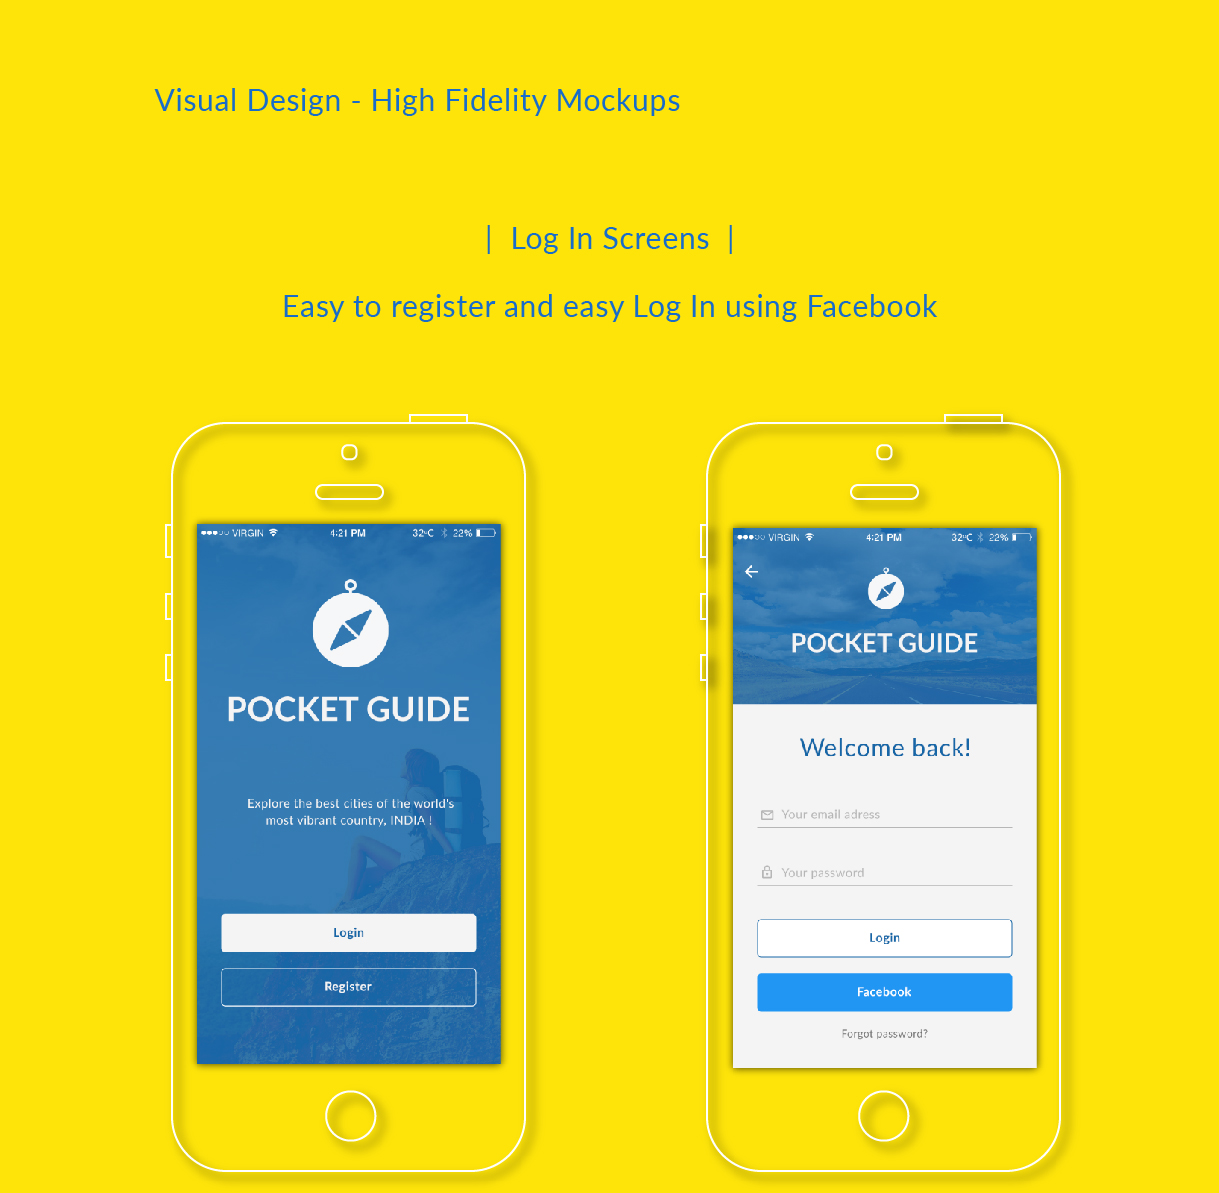 Visual Design - High Fidelity Mockups
| Log In Screens |
Easy to register and easy Log In using Facebook
VIRGIN 4:21 PM 32ºC 22%
POCKET GUIDE
Explore the best cities of the world's
most vibrant country, INDIA !
Login
Register
VIRGIN 4:21 PM 32ºC 22%
POCKET GUIDE
Welcome back!
Your email adress
Your password
Login
Facebook
Forgot password?